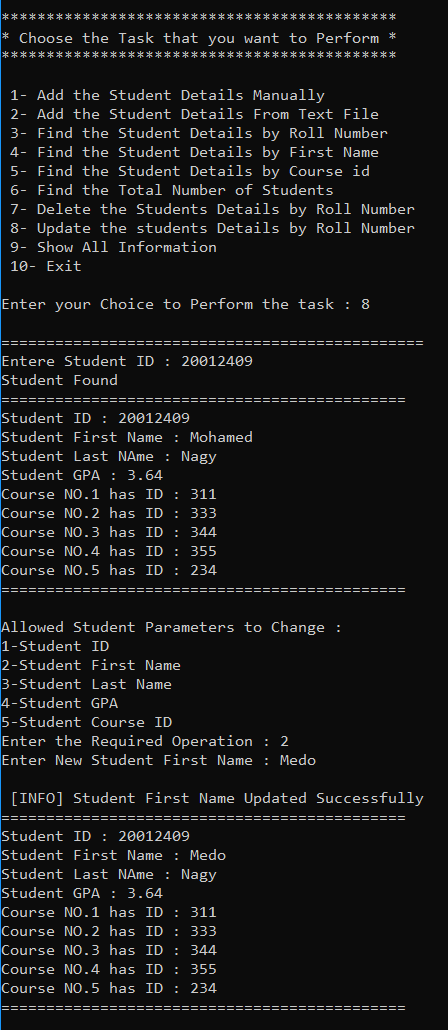 ********************************************
* Choose the Task that you want to Perform *
********************************************
1- Add the Student Details Manually
2- Add the Student Details From Text File
3- Find the Student Details by Roll Number
4- Find the Student Details by First Name
5- Find the Student Details by Course id
6- Find the Total Number of Students
7- Delete the Students Details by Roll Number
8- Update the students Details by Roll Number
9- Show All Information
10- Exit
Enter your Choice to Perform the task : 8
===============================================
Entere Student ID : 20012409
Student Found
=============================================
Student ID : 20012409
Student First Name : Mohamed
Student Last NAme : Nagy
Student GPA : 3.64
Course NO.1 has ID : 311
Course NO.2 has ID : 333
Course NO.3 has ID : 344
Course NO.4 has ID : 355
Course NO.5 has ID : 234
=============================================
Allowed Student Parameters to Change :
1-Student ID
2-Student First Name
3-Student Last Name
4-Student GPA
5-Student Course ID
Enter the Required Operation : 2
Enter New Student First Name : Medo
[INFO] Student First Name Updated Successfully
=============================================
Student ID : 20012409
Student First Name : Medo
Student Last NAme : Nagy
Student GPA : 3.64
Course NO.1 has ID : 311
Course NO.2 has ID : 333
Course NO.3 has ID : 344
Course NO.4 has ID : 355
Course NO.5 has ID : 234
=============================================